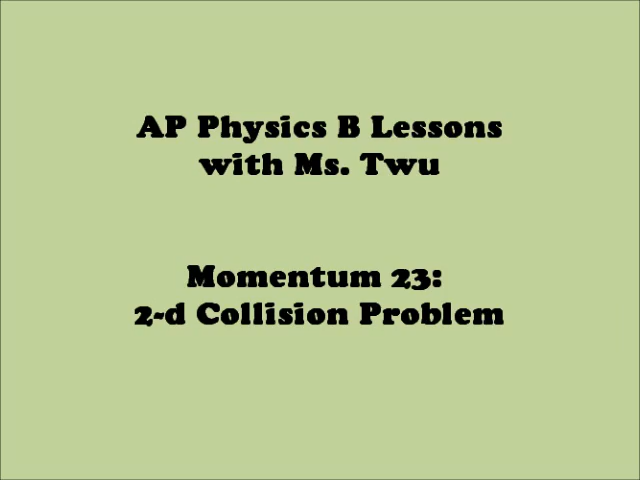 AP Physics B Lessons
with Ms. Twu
Momentum 23:
2-d Collision Problem